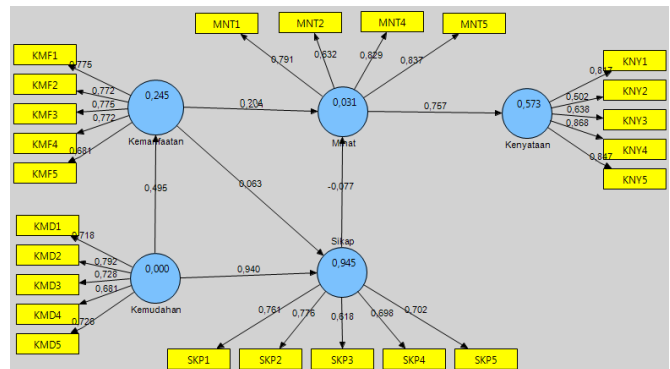 MNT1
MNT2
MNT4
MNT5
KMF1
KMF2
KMF3
KMF4
KMF5
0,775
0,772
0,775
0,772
0,681
0,791
0,632
0,829
0,837
0,245
Kemanfaatan
0,204
0,031
Minat
0,757
0,573
Kenyataan
KNY1
KNY2
KNY3
KNY4
KNY5
0,817
0,502
0,638
0,868
0,847
0,495
0,063
-0,077
KMD1
KMD2
KMD3
KMD4
KMD5
0,718
0,792
0,728
0,681
0,726
0,000
Kemudahan
0,940
Sikap
0,945
0,761
0,776
0,618
0,698
0,702
SKP1
SKP2
SKP3
SKP4
SKP5